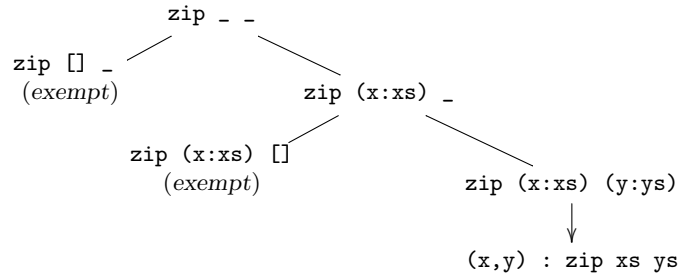 zip _ _
zip [] _
(exempt)
zip (x:xs) _
zip (x:xs) []
(exempt)
zip (x:xs) (y:ys)
(x,y) : zip xs ys